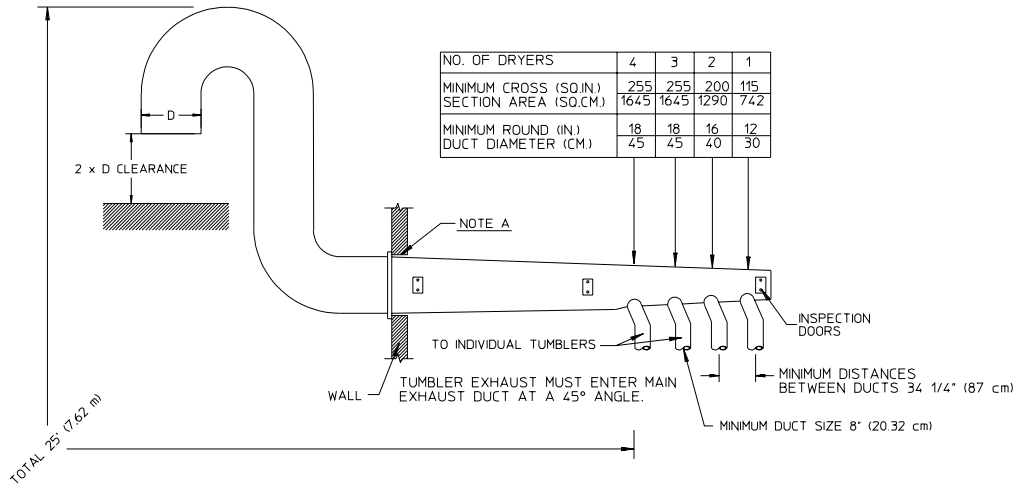 NO. OF DRYERS 4 3 2 1
MINIMUM CROSS (SQ.IN.) 255 255 200 115
SECTION AREA (SQ.CM.) 1645 1645 1290 742
MINIMUM ROUND (IN.) 18 18 16 12
DUCT DIAMETER (CM.) 45 45 40 30
D
2 x D CLEARANCE
NOTE A
INSPECTION
DOORS
TO INDIVIDUAL TUMBLERS
MINIMUM DISTANCES
BETWEEN DUCTS 34 1/4" (87 cm)
WALL
TUMBLER EXHAUST MUST ENTER MAIN
EXHAUST DUCT AT A 45° ANGLE.
MINIMUM DUCT SIZE 8" (20.32 cm)
TOTAL 25' (7.62 m)